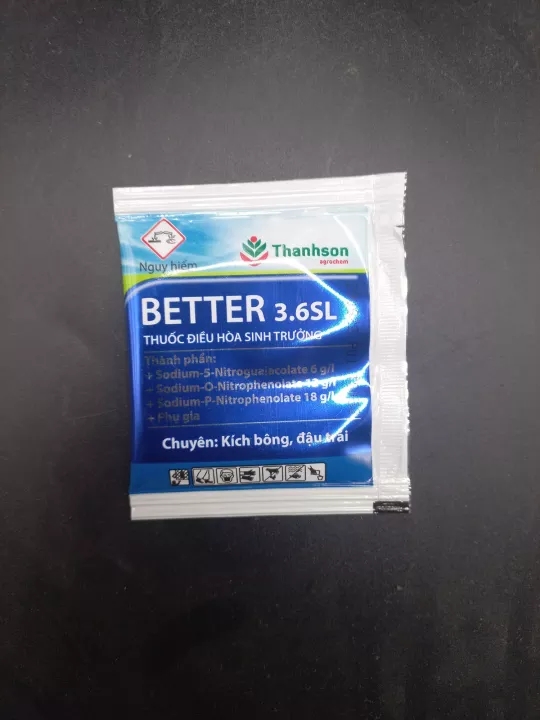 Nguy hiểm
Thanhson
agrochem
BETTER 3.6SL
THUỐC ĐIỀU HÒA SINH TRƯỞNG
Thành phần:
+ Sodium-5-Nitroguaiacolate 6 g/l
+ Sodium-O-Nitrophenolate 12 g/l
+ Sodium-P-Nitrophenolate 18 g/l
+ Phụ gia
Chuyên: Kích bông, đậu trái